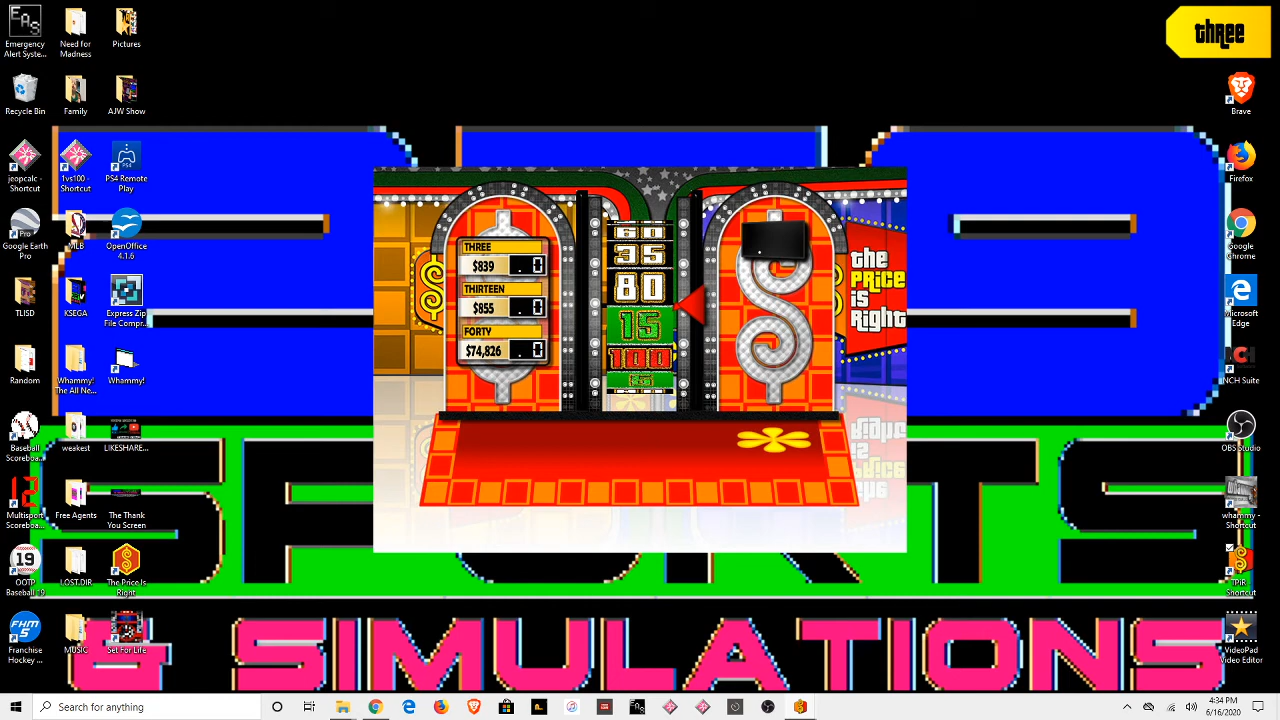 Emergency
Alert Syste...
Need for
Madness
Pictures
three
Recycle Bin
Family
AJW Show
Brave
jeopcalc -
Shortcut
1vs100 -
Shortcut
PS4 Remote
Play
Firefox
Google Earth
Pro
MLB
OpenOffice
4.1.6
Google
Chrome
TLISD
KSEGA
Express Zip
File Compr...
Microsoft
Edge
Random
Whammy!
The All Ne...
Whammy!
NCH Suite
Baseball
Scoreboa...
weakest
LIKESHARE...
OBS Studio
Multisport
Scoreboa...
Free Agents
The Thank
You Screen
whammy -
Shortcut
OOTP
Baseball 19
LOST.DIR
The Price Is
Right
TPiR
Shortcut
Franchise
Hockey ...
MUSIC
Set For Life
VideoPad
Video Editor
THREE
$839 .0
THIRTEEN
$855 .0
FORTY
$74,826 .0
60
35
80
15
100
the
PRiCE
is
Right
SPORTS
& SIMULATIONS
Search for anything
4:34 PM
6/16/2020